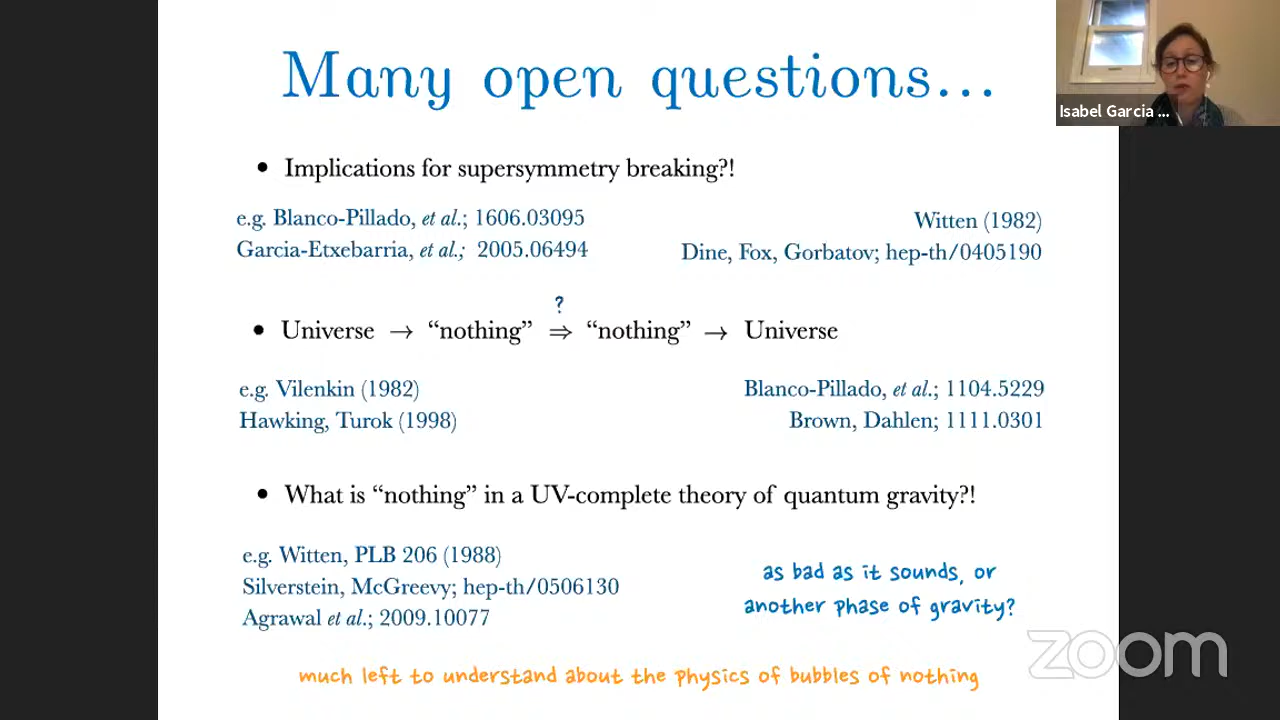 Many open questions...
Isabel Garcia ...
• Implications for supersymmetry breaking?!
e.g. Blanco-Pillado, et al.; 1606.03095
Garcia-Etxebarria, et al.; 2005.06494
Witten (1982)
Dine, Fox, Gorbatov; hep-th/0405190
?
• Universe → “nothing” ⇒ “nothing” → Universe
e.g. Vilenkin (1982)
Hawking, Turok (1998)
Blanco-Pillado, et al.; 1104.5229
Brown, Dahlen; 1111.0301
• What is “nothing” in a UV-complete theory of quantum gravity?!
e.g. Witten, PLB 206 (1988)
Silverstein, McGreevy; hep-th/0506130
Agrawal et al.; 2009.10077
as bad as it sounds, or
another phase of gravity?
zoom
much left to understand about the physics of bubbles of nothing